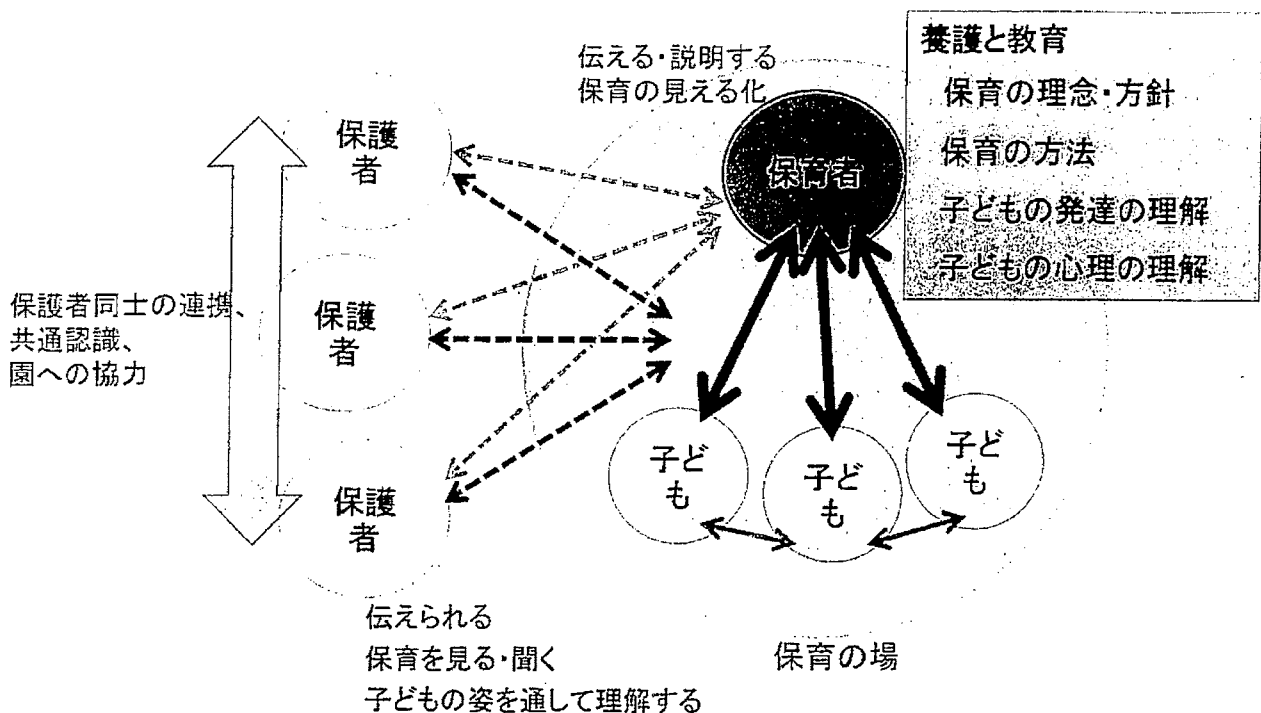 伝える・説明する
保育の見える化
養護と教育
保育の理念・方針
保育の方法
子どもの発達の理解
子どもの心理の理解
保育者
保護
者
保護
者
保護
者
保護者同士の連携、
共通認識、
園への協力
子ど
も
子ど
も
子ど
も
伝えられる
保育を見る・聞く
子どもの姿を通して理解する
保育の場